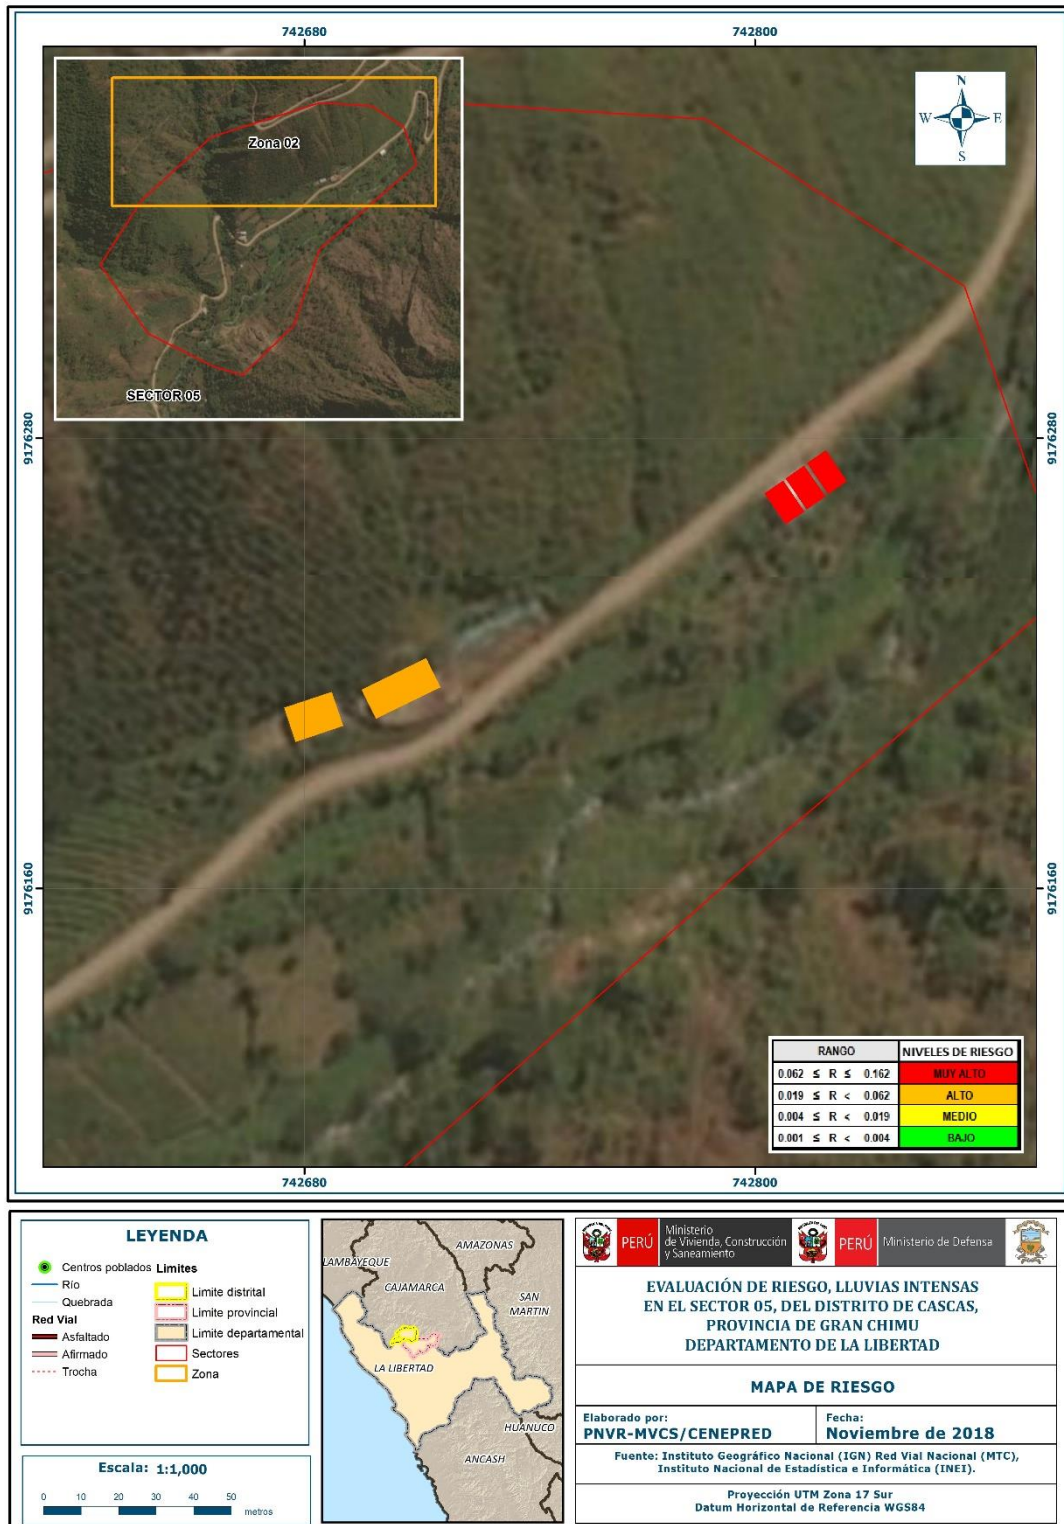 742680
742800
Zona 02
SECTOR 05
N
W E
S
9176280
9176280
9176160
9176160
RANGO NIVELES DE RIESGO
0.062 ≤ R ≤ 0.162 MUY ALTO
0.019 ≤ R < 0.062 ALTO
0.004 ≤ R < 0.019 MEDIO
0.001 ≤ R < 0.004 BAJO
742680
742800
LEYENDA
Centros poblados
Río
Quebrada
Red Vial
Asfaltado
Afirmado
Trocha
Limites
Limite distrital
Limite provincial
Limite departamental
Sectores
Zona
Escala: 1:1,000
0 10 20 30 40 50
metros
LAMBAYEQUE
AMAZONAS
CAJAMARCA
SAN
MARTIN
LA LIBERTAD
HUANUCO
ANCASH
PERÚ
Ministerio
de Vivienda, Construcción
y Saneamiento
PERÚ
Ministerio de Defensa
EVALUACIÓN DE RIESGO, LLUVIAS INTENSAS
EN EL SECTOR 05, DEL DISTRITO DE CASCAS,
PROVINCIA DE GRAN CHIMU
DEPARTAMENTO DE LA LIBERTAD
MAPA DE RIESGO
Elaborado por:
PNVR-MVCS/CENEPRED
Fecha:
Noviembre de 2018
Fuente: Instituto Geográfico Nacional (IGN) Red Vial Nacional (MTC),
Instituto Nacional de Estadística e Informática (INEI).
Proyección UTM Zona 17 Sur
Datum Horizontal de Referencia WGS84